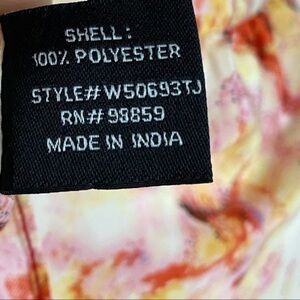 SHELL:
100% POLYESTER
STYLE# W50693TJ
RN# 98859
MADE IN INDIA